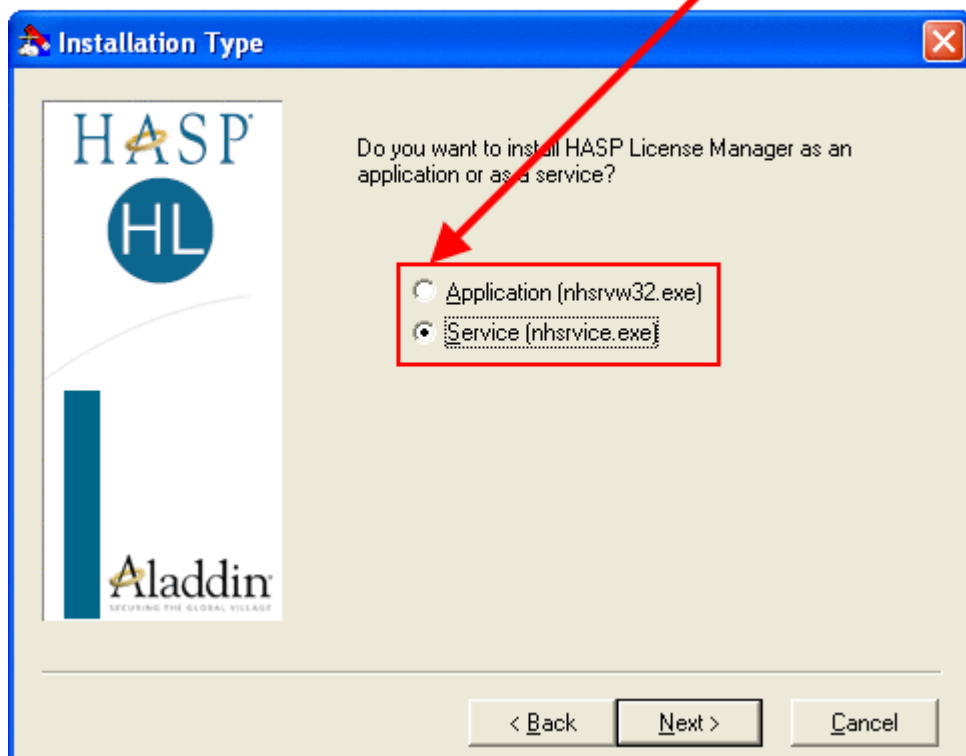 Installation Type
HASP
HL
Do you want to install HASP License Manager as an
application or as a service?
Application (nhsrvw32.exe)
Service (nhsrvice.exe)
Aladdin
SECURING THE GLOBAL VILLAGE
< Back
Next >
Cancel